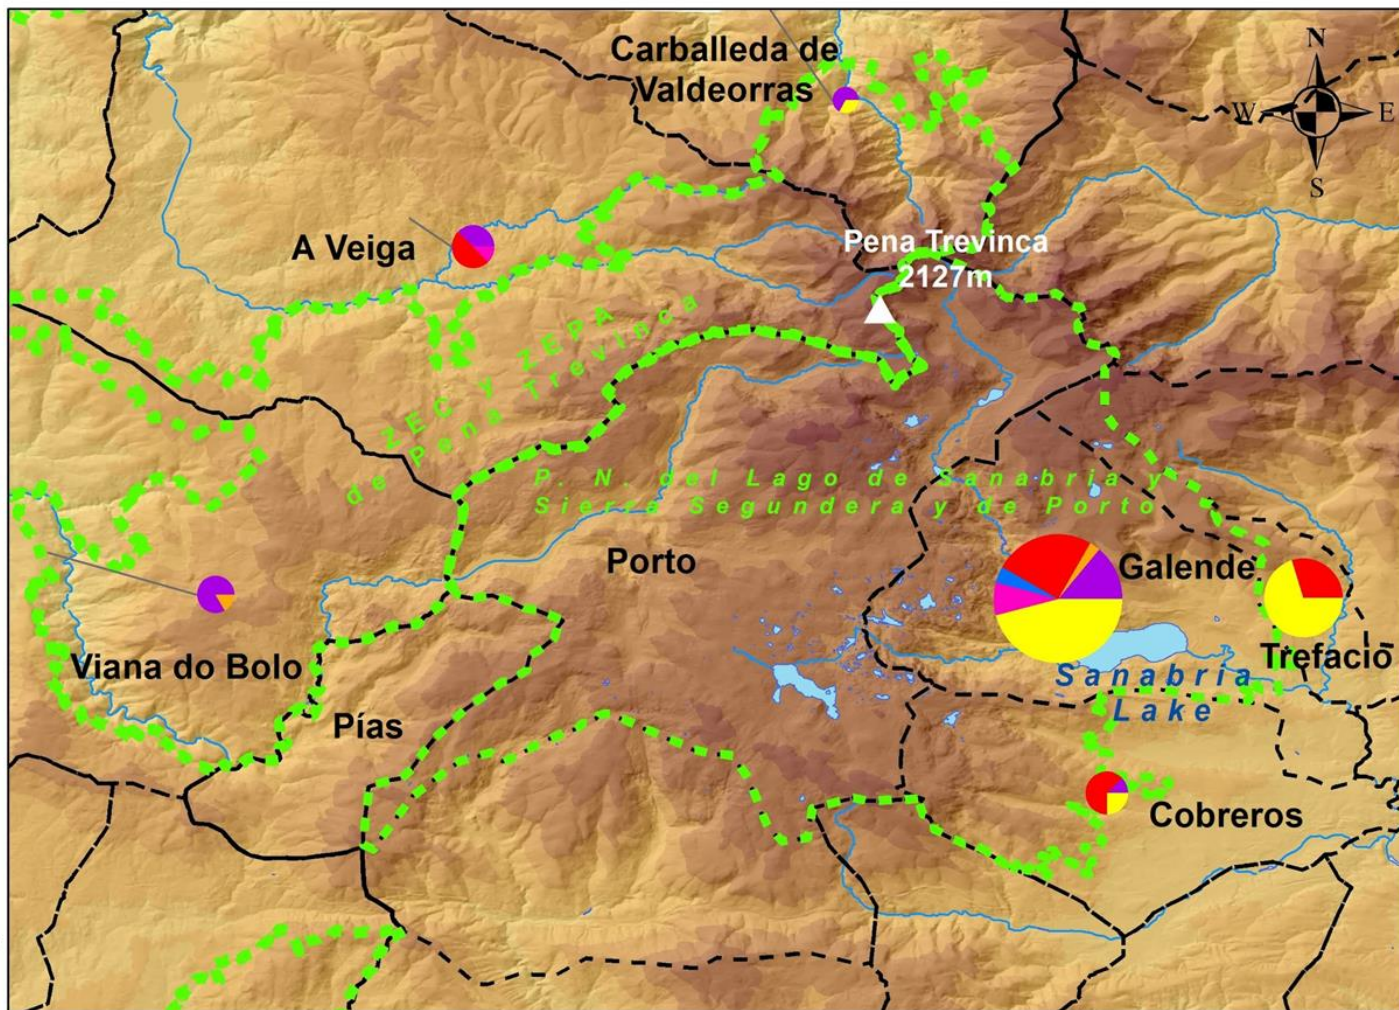 Carballeda de
Valdeorras
N
W
E
S
A Veiga
Pena Trevinca
2127m
ZEC y ZEPA
de Pena Trevinca
P. N. del Lago de Sanabria y
Sierra Segundera y de Porto
Porto
Galende
Trefacio
Viana do Bolo
Sanabria
Lake
Pías
Cobreros